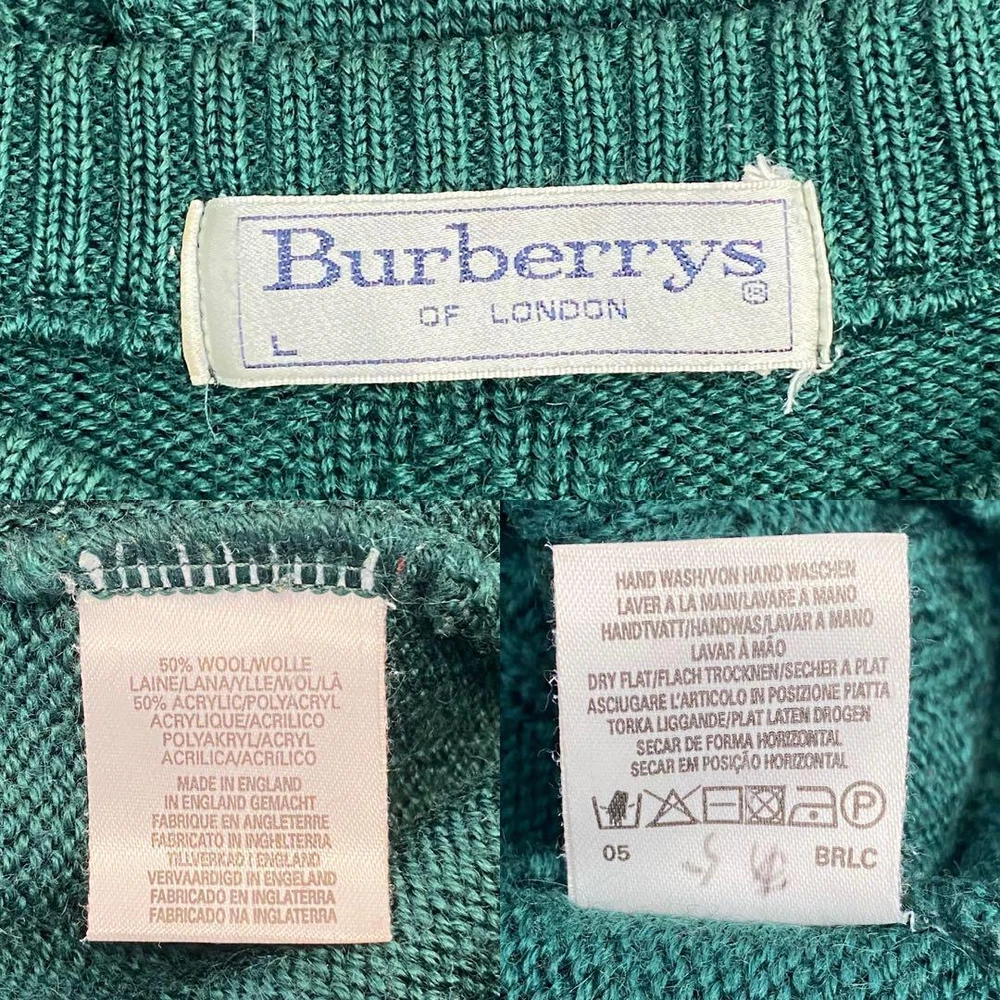 Burberrys
®
OF LONDON
L
50% WOOL/WOLLE
LAINE/LANA/YLLE/WOL/LÂ
50% ACRYLIC/POLYACRYL
ACRYLIQUE/ACRILICO
POLYAKRYL/ACRYL
ACRILICA/ACRÍLICO
MADE IN ENGLAND
IN ENGLAND GEMACHT
FABRIQUE EN ANGLETERRE
FABRICATO IN INGHILTERRA
TILLVERKAD I ENGLAND
VERVAARDIGD IN ENGELAND
FABRICADO EN INGLATERRA
FABRICADO NA INGLATERRA
HAND WASH/VON HAND WASCHEN
LAVER A LA MAIN/LAVARE A MANO
HANDTVATT/HANDWAS/LAVAR A MANO
LAVAR À MÃO
DRY FLAT/FLACH TROCKNEN/SECHER A PLAT
ASCIUGARE L'ARTICOLO IN POSIZIONE PIATTA
TORKA LIGGANDE/PLAT LATEN DROGEN
SECAR DE FORMA HORIZONTAL
SECAR EM POSIÇÃO HORIZONTAL
P
05 BRLC